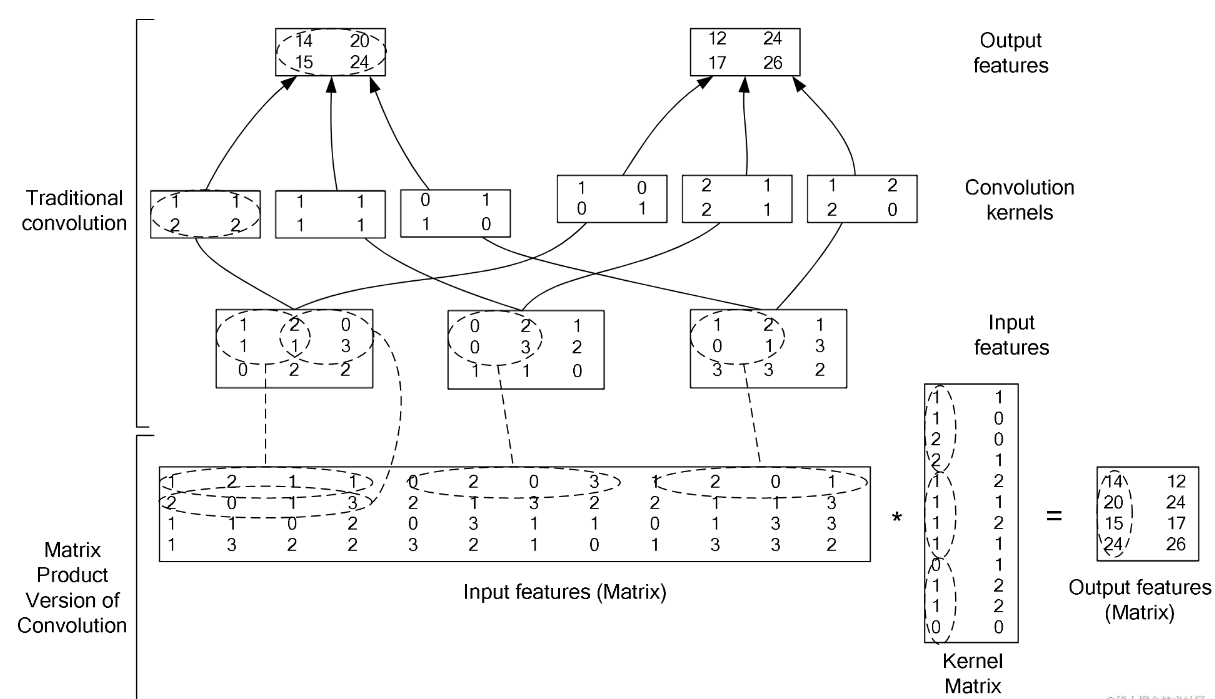 14 20
15 24
12 24
17 26
Output
features
Traditional
convolution
1 1
2 2
1 1
1 1
0 1
1 0
1 0
0 1
2 1
2 1
1 2
2 0
Convolution
kernels
1 2 0
1 1 3
0 2 2
0 2 1
0 3 2
1 1 0
1 2 1
0 1 3
3 3 2
Input
features
Matrix
Product
Version of
Convolution
1 2 1 1 0 2 0 3 1 2 0 1
2 0 1 3 2 1 3 2 2 1 1 3
1 1 0 2 0 3 1 1 0 1 3 3
1 3 2 2 3 2 1 0 1 3 3 2
Input features (Matrix)
*
1 1
1 0
2 0
2 1
1 2
1 1
1 2
1 1
0 1
1 2
1 2
0 0
Kernel
Matrix
=
14 12
20 24
15 17
24 26
Output features
(Matrix)